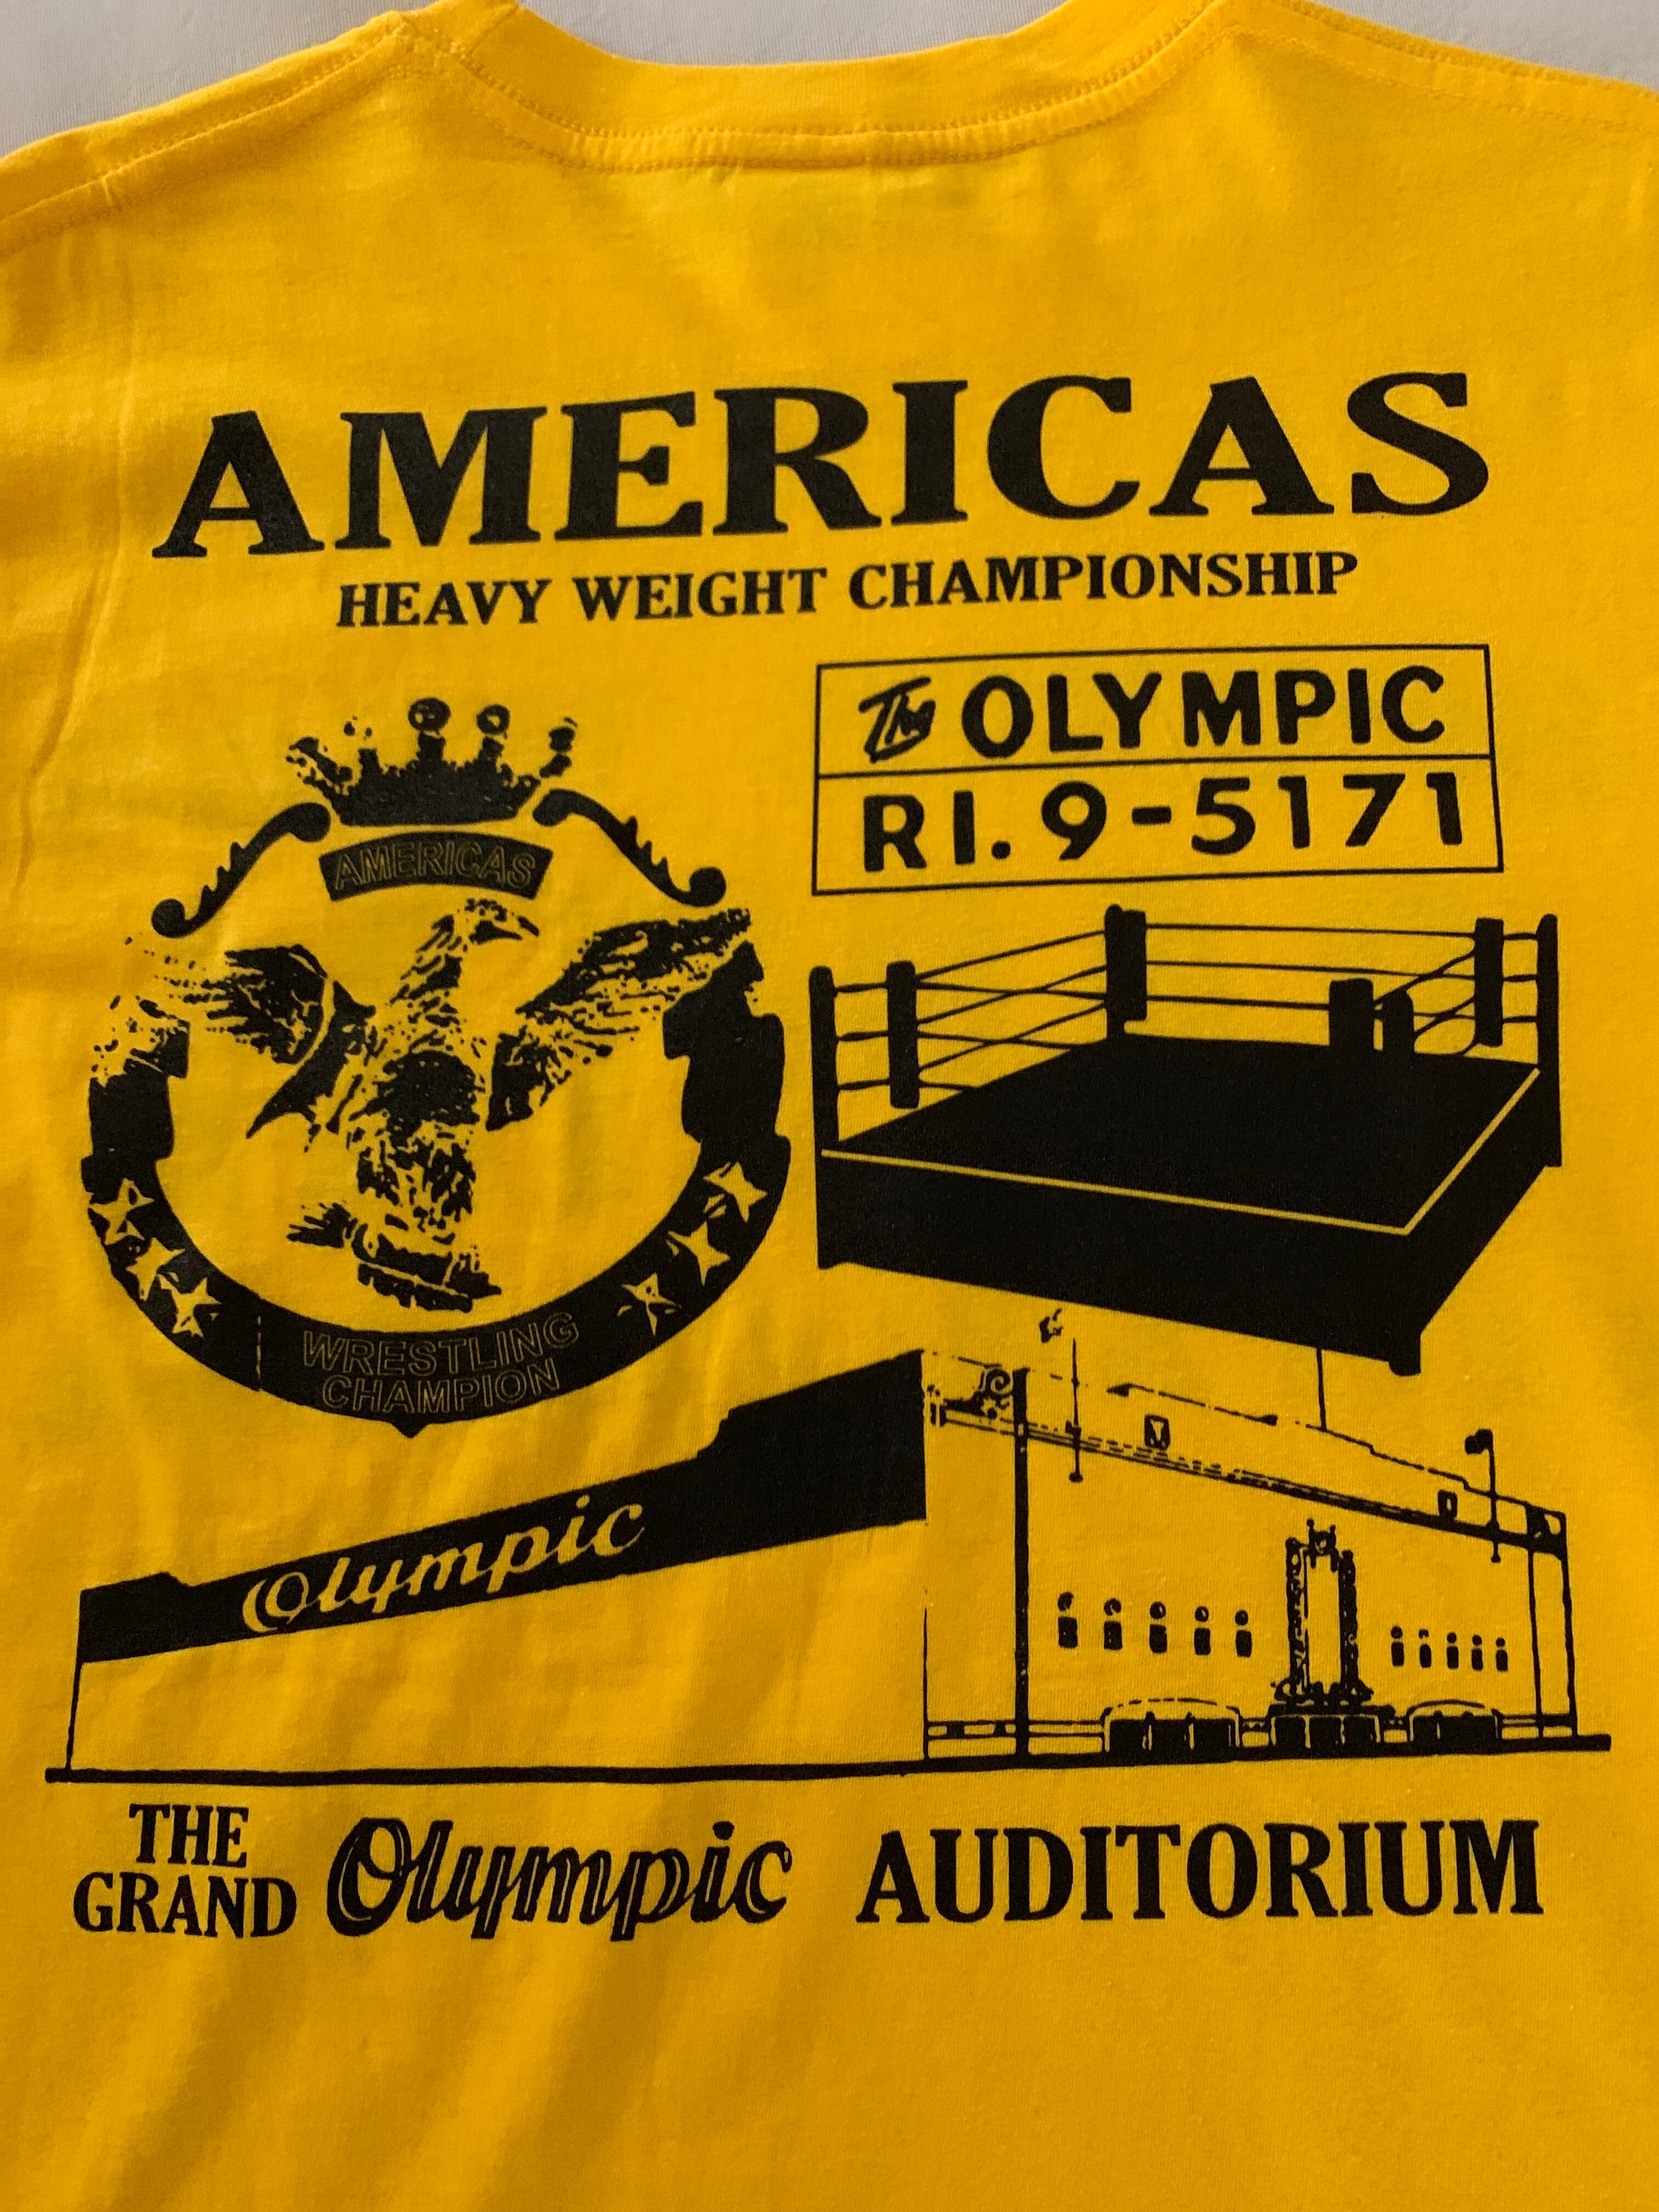 AMERICAS
HEAVY WEIGHT CHAMPIONSHIP
The OLYMPIC
RI. 9-5171
AMERICAS
WRESTLING
CHAMPION
Olympic
THE
GRAND
Olympic AUDITORIUM